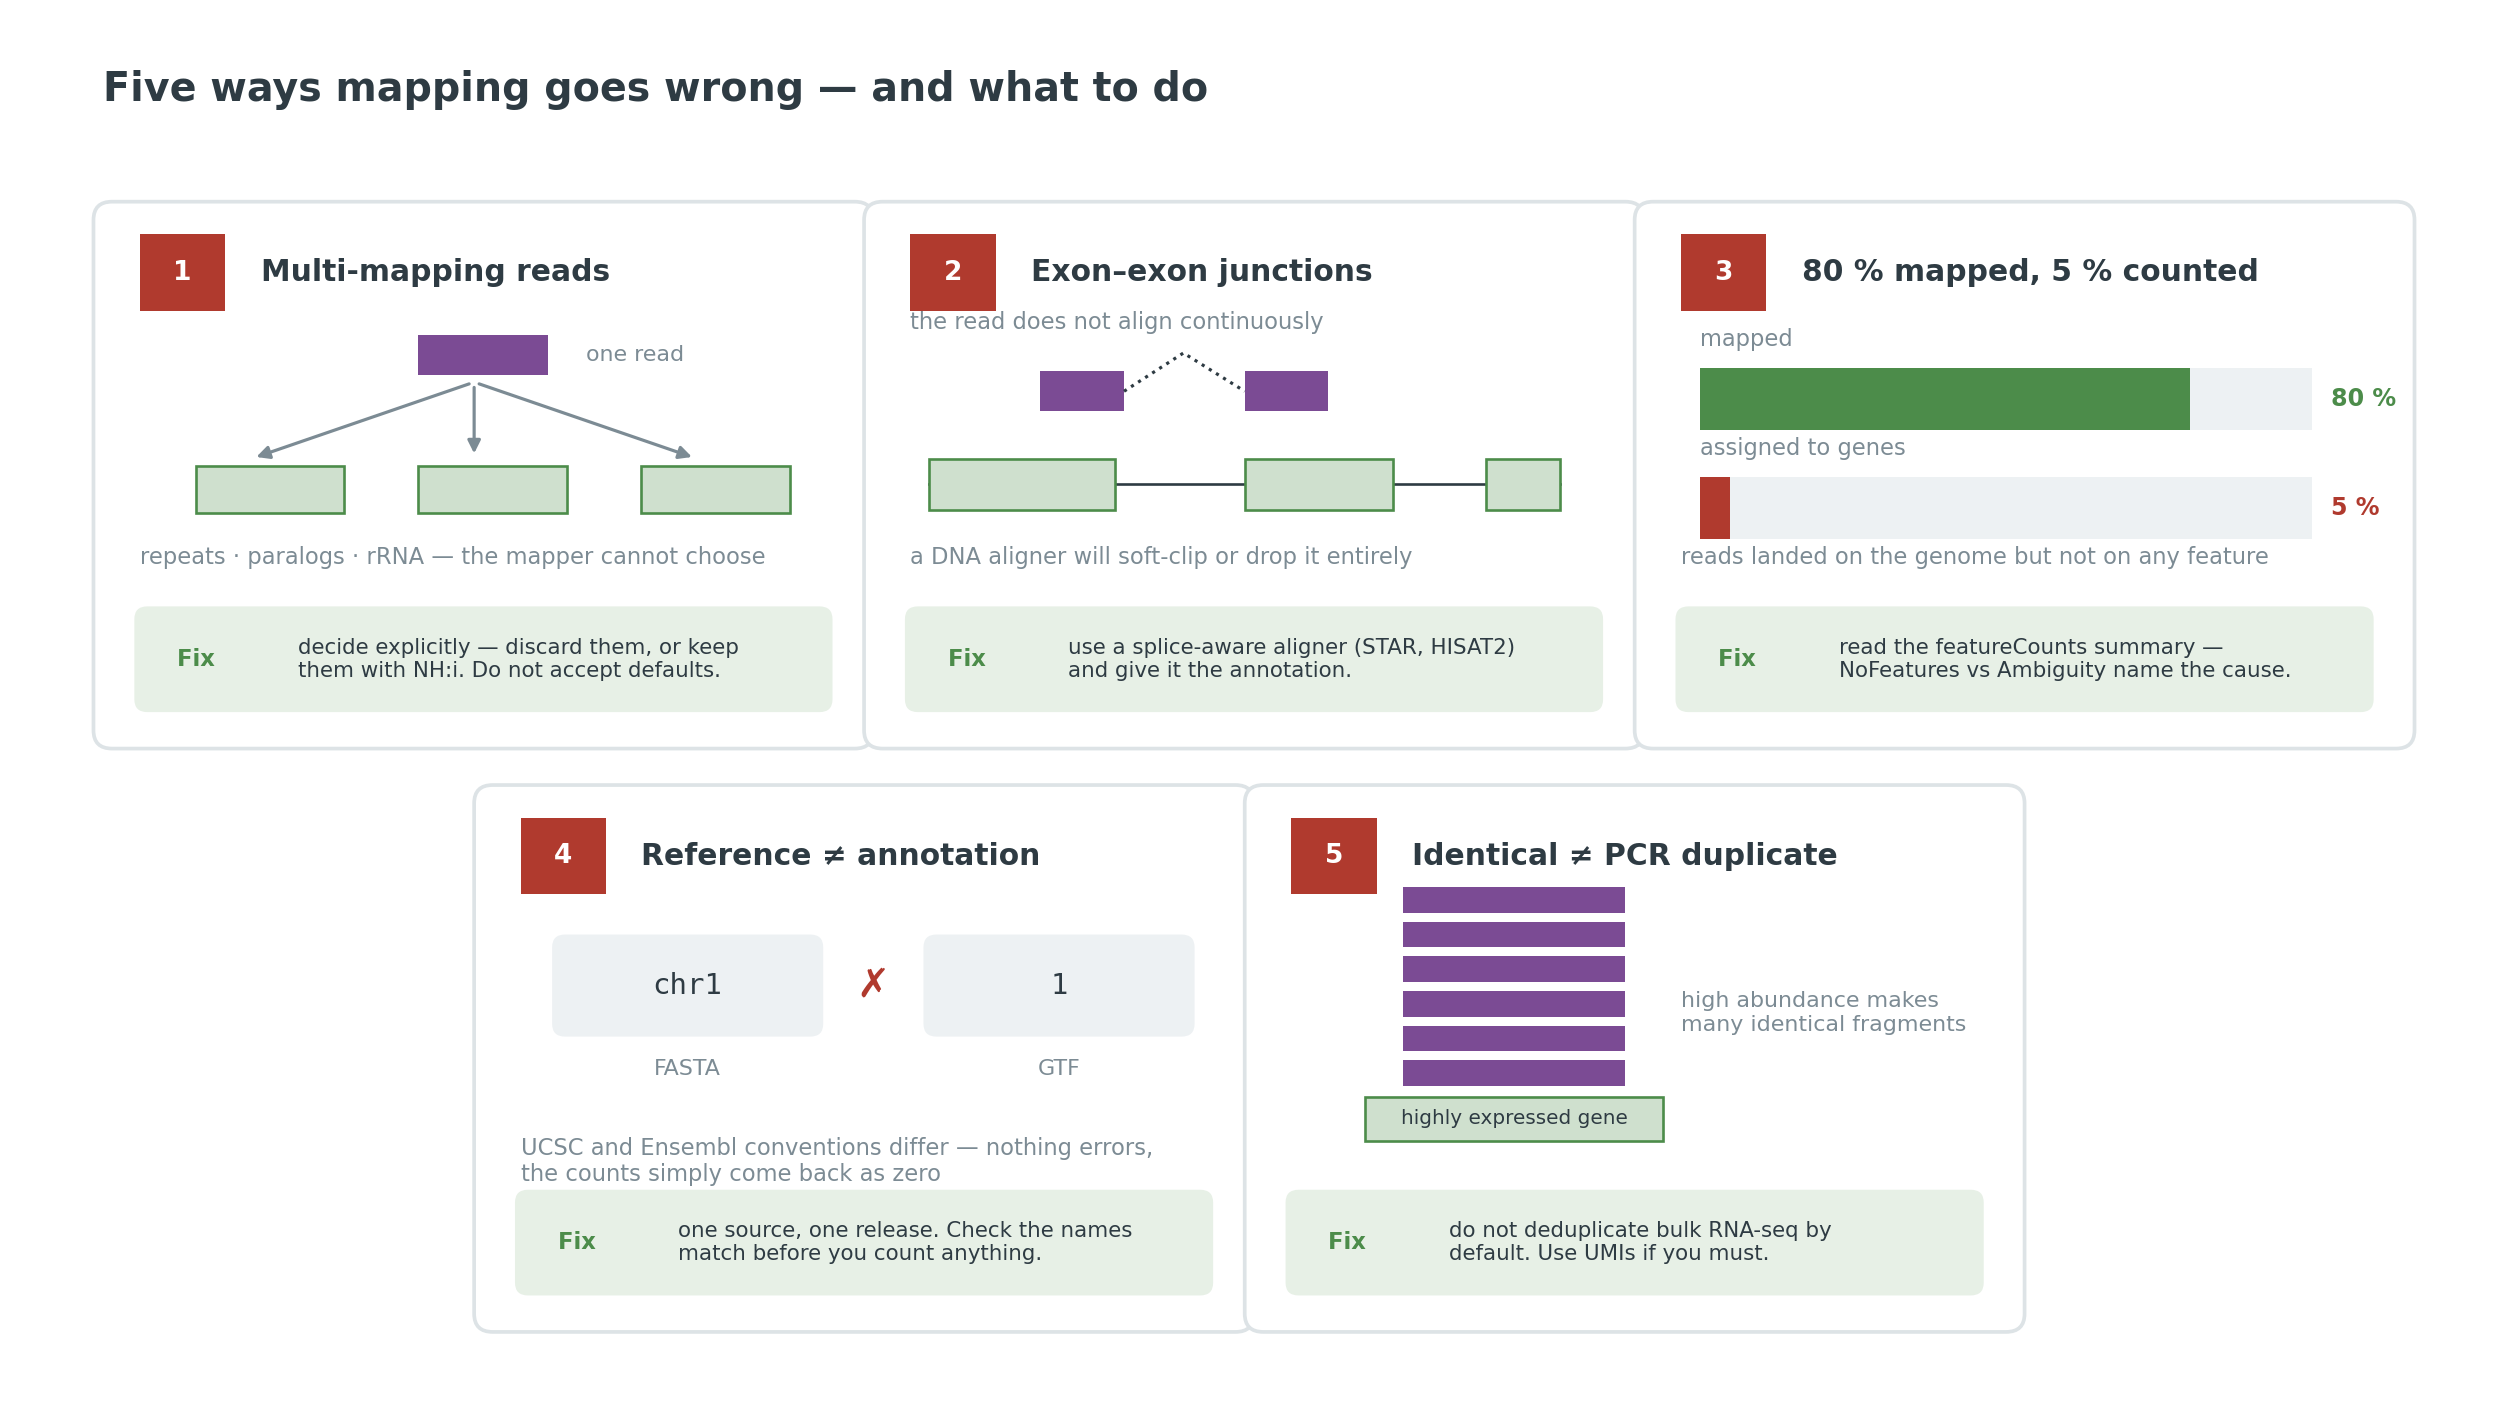 Five ways mapping goes wrong — and what to do
1 Multi-mapping reads
one read
repeats · paralogs · rRNA — the mapper cannot choose
Fix
decide explicitly — discard them, or keep
them with NH:i. Do not accept defaults.
2 Exon–exon junctions
the read does not align continuously
a DNA aligner will soft-clip or drop it entirely
Fix
use a splice-aware aligner (STAR, HISAT2)
and give it the annotation.
3 80 % mapped, 5 % counted
mapped
80 %
assigned to genes
5 %
reads landed on the genome but not on any feature
Fix
read the featureCounts summary —
NoFeatures vs Ambiguity name the cause.
4 Reference ≠ annotation
chr1 ✗ 1
FASTA GTF
UCSC and Ensembl conventions differ — nothing errors,
the counts simply come back as zero
Fix
one source, one release. Check the names
match before you count anything.
5 Identical ≠ PCR duplicate
high abundance makes
many identical fragments
highly expressed gene
Fix
do not deduplicate bulk RNA-seq by
default. Use UMIs if you must.